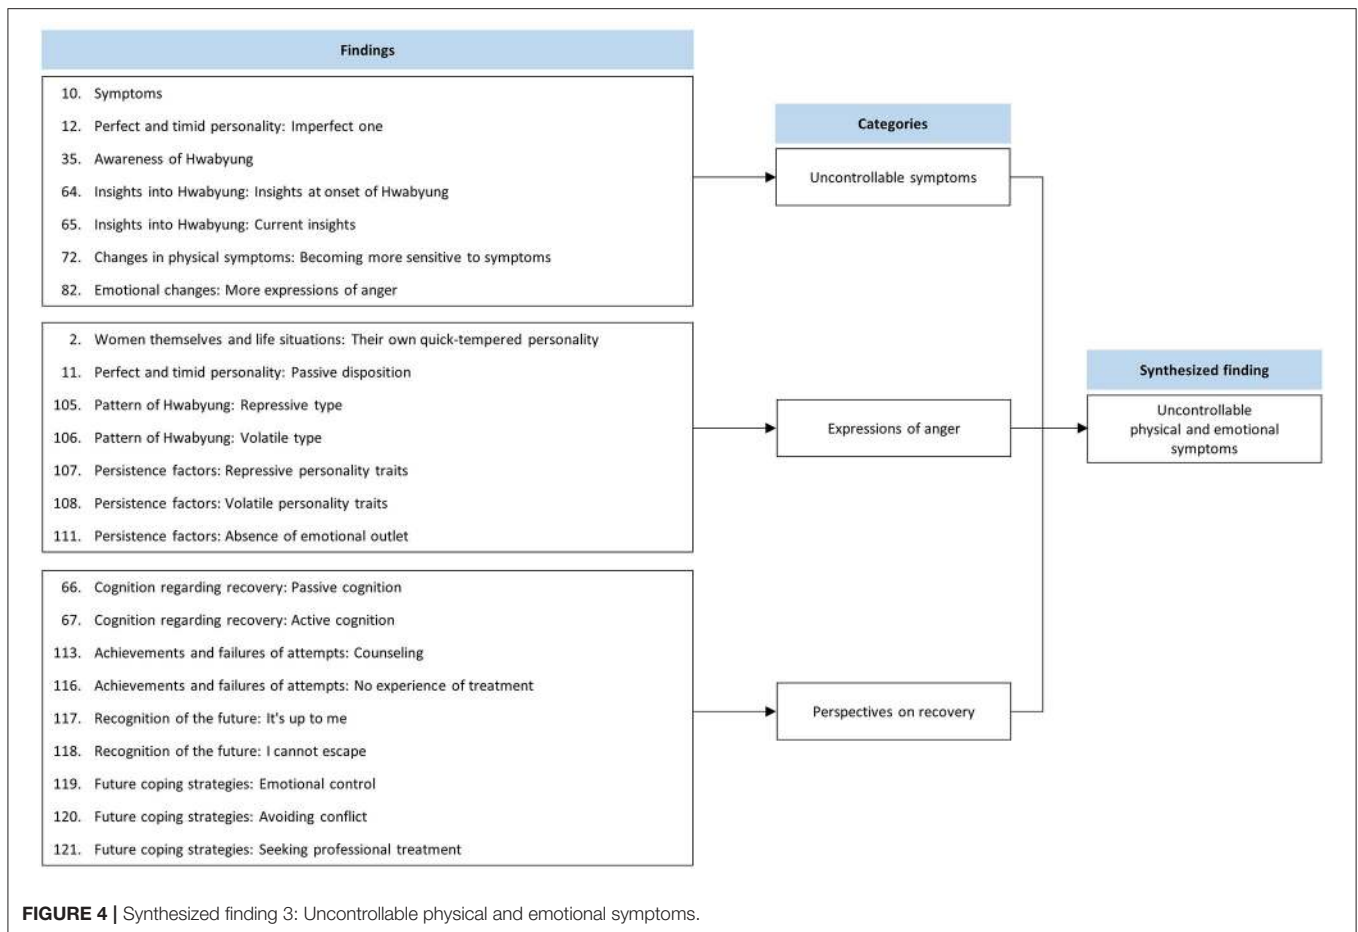 Findings
10. Symptoms
12. Perfect and timid personality: Imperfect one
35. Awareness of Hwabyung
64. Insights into Hwabyung: Insights at onset of Hwabyung
65. Insights into Hwabyung: Current insights
72. Changes in physical symptoms: Becoming more sensitive to symptoms
82. Emotional changes: More expressions of anger
2. Women themselves and life situations: Their own quick-tempered personality
11. Perfect and timid personality: Passive disposition
105. Pattern of Hwabyung: Repressive type
106. Pattern of Hwabyung: Volatile type
107. Persistence factors: Repressive personality traits
108. Persistence factors: Volatile personality traits
111. Persistence factors: Absence of emotional outlet
66. Cognition regarding recovery: Passive cognition
67. Cognition regarding recovery: Active cognition
113. Achievements and failures of attempts: Counseling
116. Achievements and failures of attempts: No experience of treatment
117. Recognition of the future: It's up to me
118. Recognition of the future: I cannot escape
119. Future coping strategies: Emotional control
120. Future coping strategies: Avoiding conflict
121. Future coping strategies: Seeking professional treatment
Categories
Uncontrollable symptoms
Expressions of anger
Perspectives on recovery
Synthesized finding
Uncontrollable
physical and emotional
symptoms
FIGURE 4 | Synthesized finding 3: Uncontrollable physical and emotional symptoms.